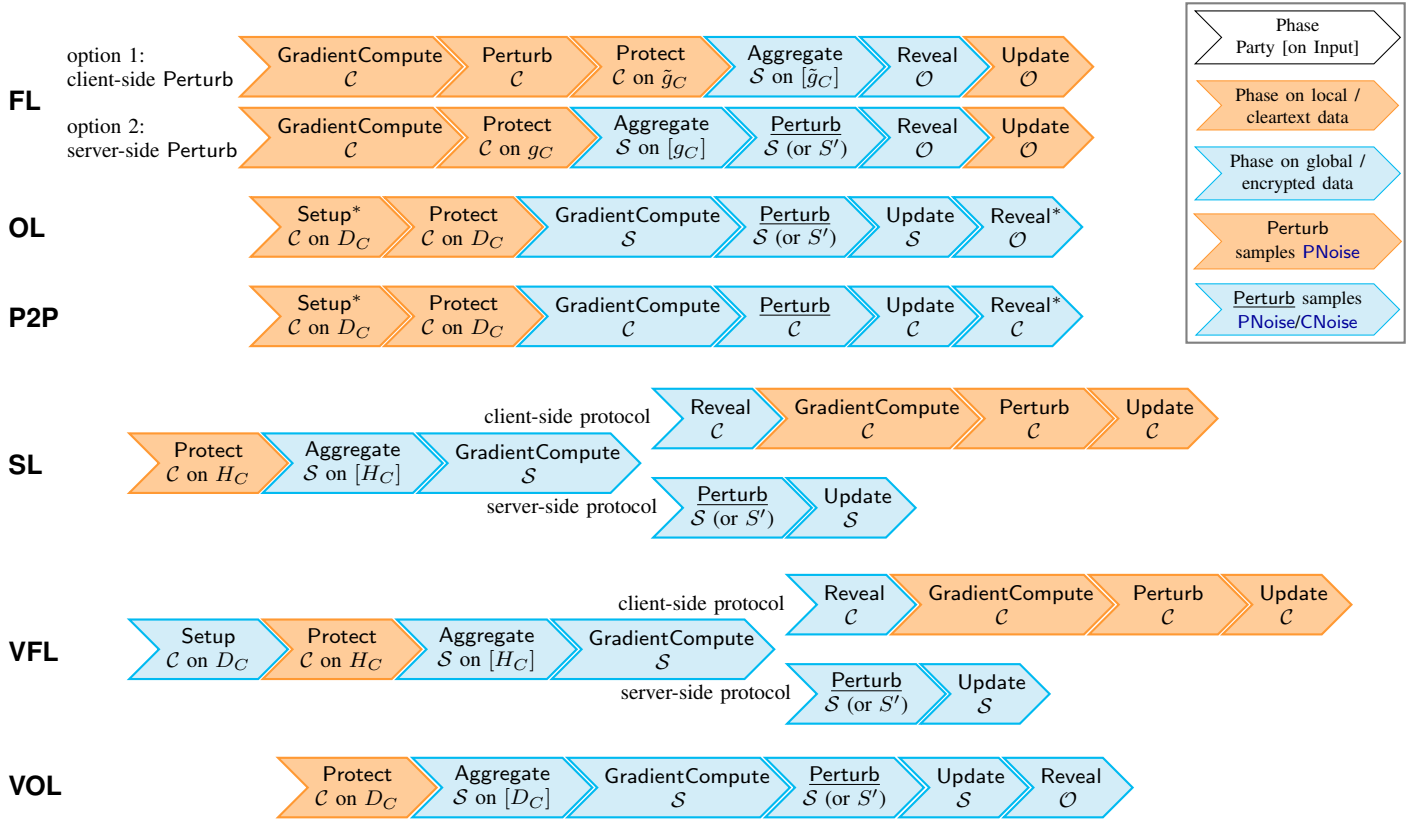 Phase
Party [on Input]
Phase on local /
cleartext data
Phase on global /
encrypted data
Perturb
samples PNoise
Perturb samples
PNoise/CNoise
FL
option 1:
client-side Perturb
GradientCompute
C
Perturb
C
Protect
C on g̃_C
Aggregate
S on [g̃_C]
Reveal
O
Update
O
option 2:
server-side Perturb
GradientCompute
C
Protect
C on g_C
Aggregate
S on [g_C]
Perturb
S (or S′)
Reveal
O
Update
O
OL
Setup*
C on D_C
Protect
C on D_C
GradientCompute
S
Perturb
S (or S′)
Update
S
Reveal*
O
P2P
Setup*
C on D_C
Protect
C on D_C
GradientCompute
C
Perturb
C
Update
C
Reveal*
C
SL
Protect
C on H_C
Aggregate
S on [H_C]
GradientCompute
S
client-side protocol
Reveal
C
GradientCompute
C
Perturb
C
Update
C
server-side protocol
Perturb
S (or S′)
Update
S
VFL
Setup
C on D_C
Protect
C on H_C
Aggregate
S on [H_C]
GradientCompute
S
client-side protocol
Reveal
C
GradientCompute
C
Perturb
C
Update
C
server-side protocol
Perturb
S (or S′)
Update
S
VOL
Protect
C on D_C
Aggregate
S on [D_C]
GradientCompute
S
Perturb
S (or S′)
Update
S
Reveal
O